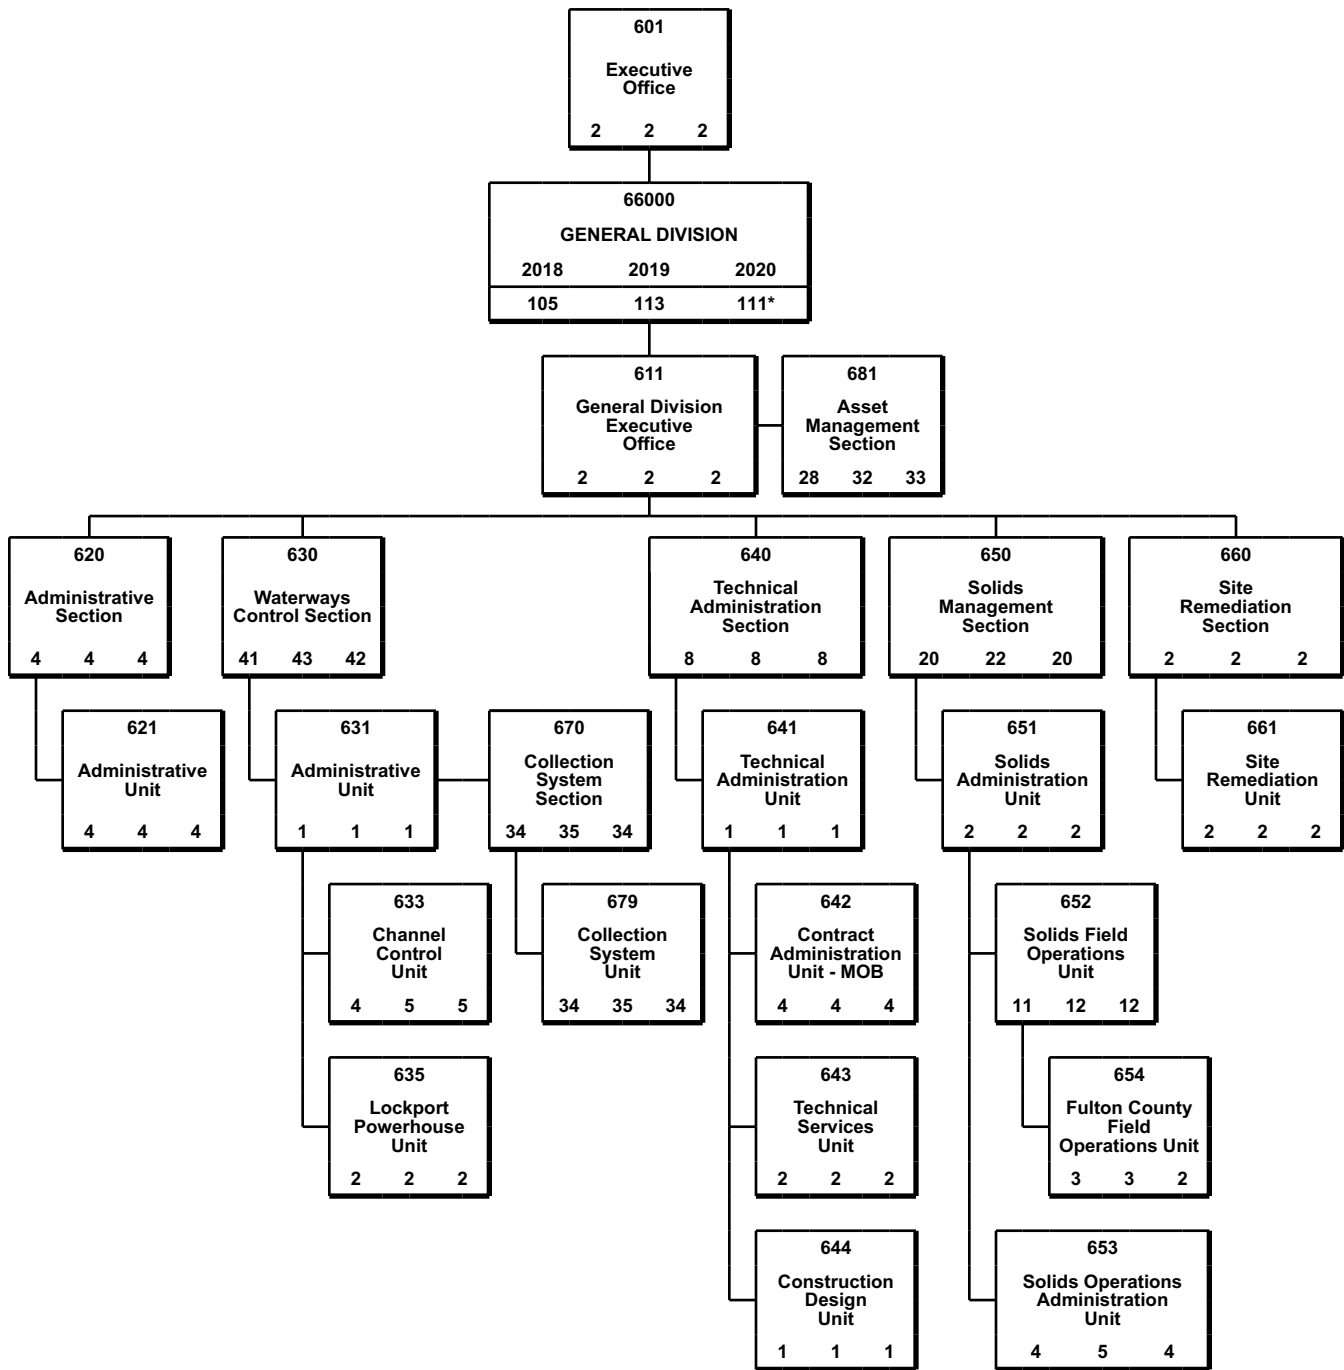 601
Executive
Office
2 2 2
66000
GENERAL DIVISION
2018 2019 2020
105 113 111*
611
General Division
Executive
Office
2 2 2
681
Asset
Management
Section
28 32 33
620
Administrative
Section
4 4 4
630
Waterways
Control Section
41 43 42
640
Technical
Administration
Section
8 8 8
650
Solids
Management
Section
20 22 20
660
Site
Remediation
Section
2 2 2
621
Administrative
Unit
4 4 4
631
Administrative
Unit
1 1 1
670
Collection
System
Section
34 35 34
641
Technical
Administration
Unit
1 1 1
651
Solids
Administration
Unit
2 2 2
661
Site
Remediation
Unit
2 2 2
633
Channel
Control
Unit
4 5 5
679
Collection
System
Unit
34 35 34
642
Contract
Administration
Unit - MOB
4 4 4
652
Solids Field
Operations
Unit
11 12 12
635
Lockport
Powerhouse
Unit
2 2 2
643
Technical
Services
Unit
2 2 2
654
Fulton County
Field
Operations Unit
3 3 2
644
Construction
Design
Unit
1 1 1
653
Solids Operations
Administration
Unit
4 5 4